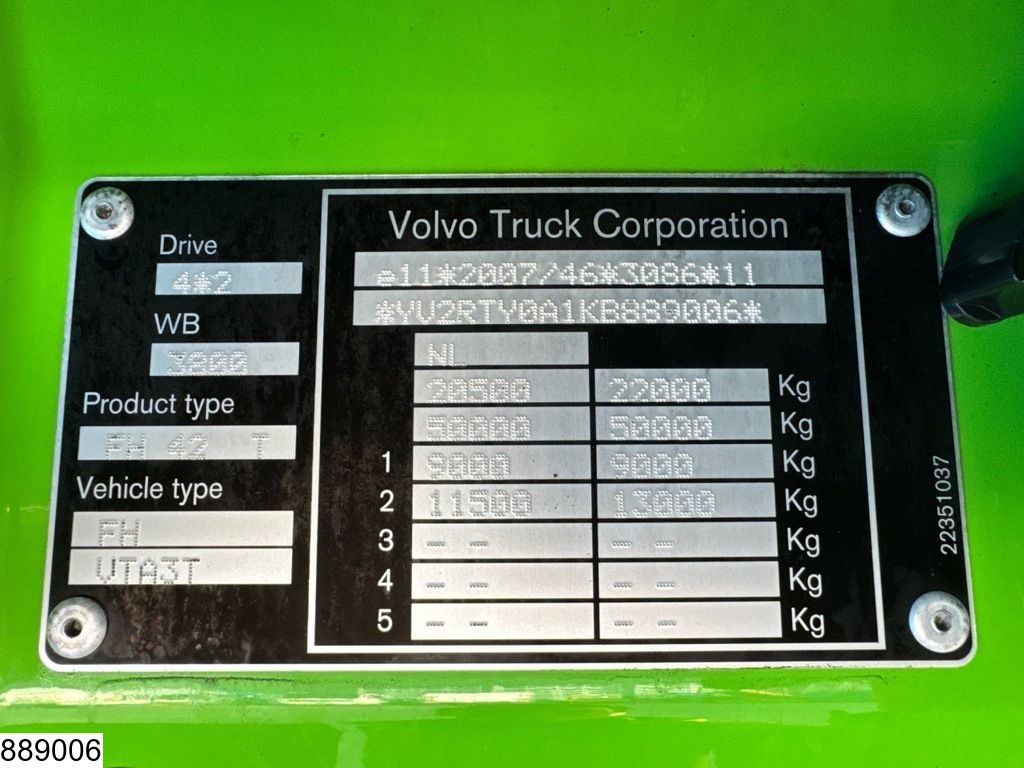 Drive
4*2
WB
3800
Product type
FH 42 T
Vehicle type
FH
VTA3T
Volvo Truck Corporation
e11*2007/46*3086*11
*YV2RTY0A1KB889006*
NL
20500 22000 Kg
50000 50000 Kg
1 9000 9000 Kg
2 11500 13000 Kg
3 -- -- -- -- Kg
4 -- -- -- -- Kg
5 -- -- -- -- Kg
22351037
889006